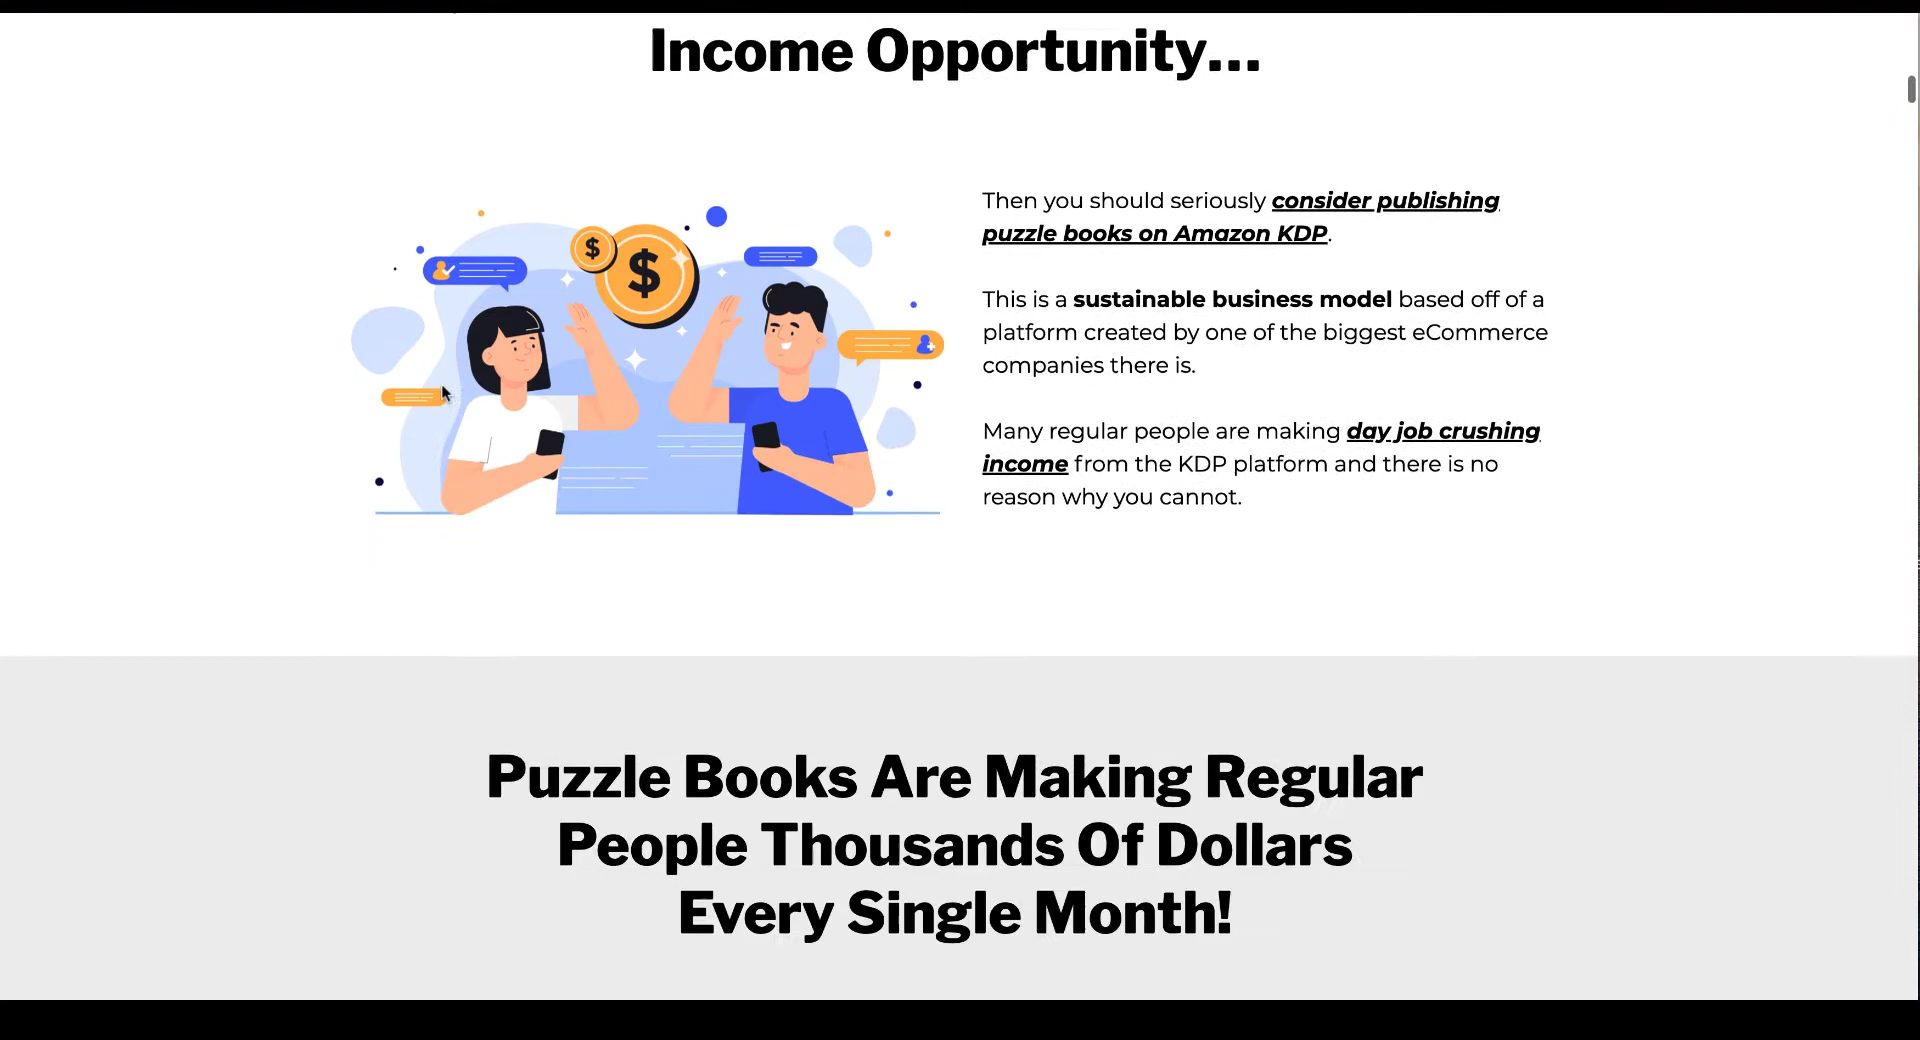 Income Opportunity...
Then you should seriously consider publishing
puzzle books on Amazon KDP.
This is a sustainable business model based off of a
platform created by one of the biggest eCommerce
companies there is.
Many regular people are making day job crushing
income from the KDP platform and there is no
reason why you cannot.
$
$
Puzzle Books Are Making Regular
People Thousands Of Dollars
Every Single Month!